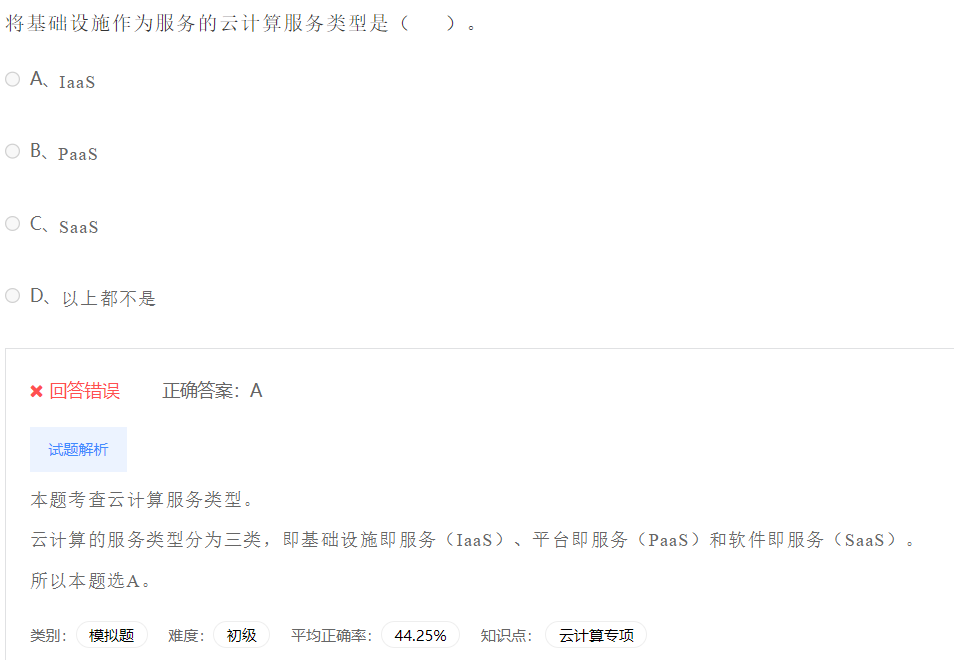 将基础设施作为服务的云计算服务类型是（　　）。
A、IaaS
B、PaaS
C、SaaS
D、以上都不是
回答错误 正确答案：A
试题解析
本题考查云计算服务类型。
云计算的服务类型分为三类，即基础设施即服务（IaaS）、平台即服务（PaaS）和软件即服务（SaaS）。
所以本题选A。
类别： 模拟题 难度： 初级 平均正确率： 44.25% 知识点： 云计算专项